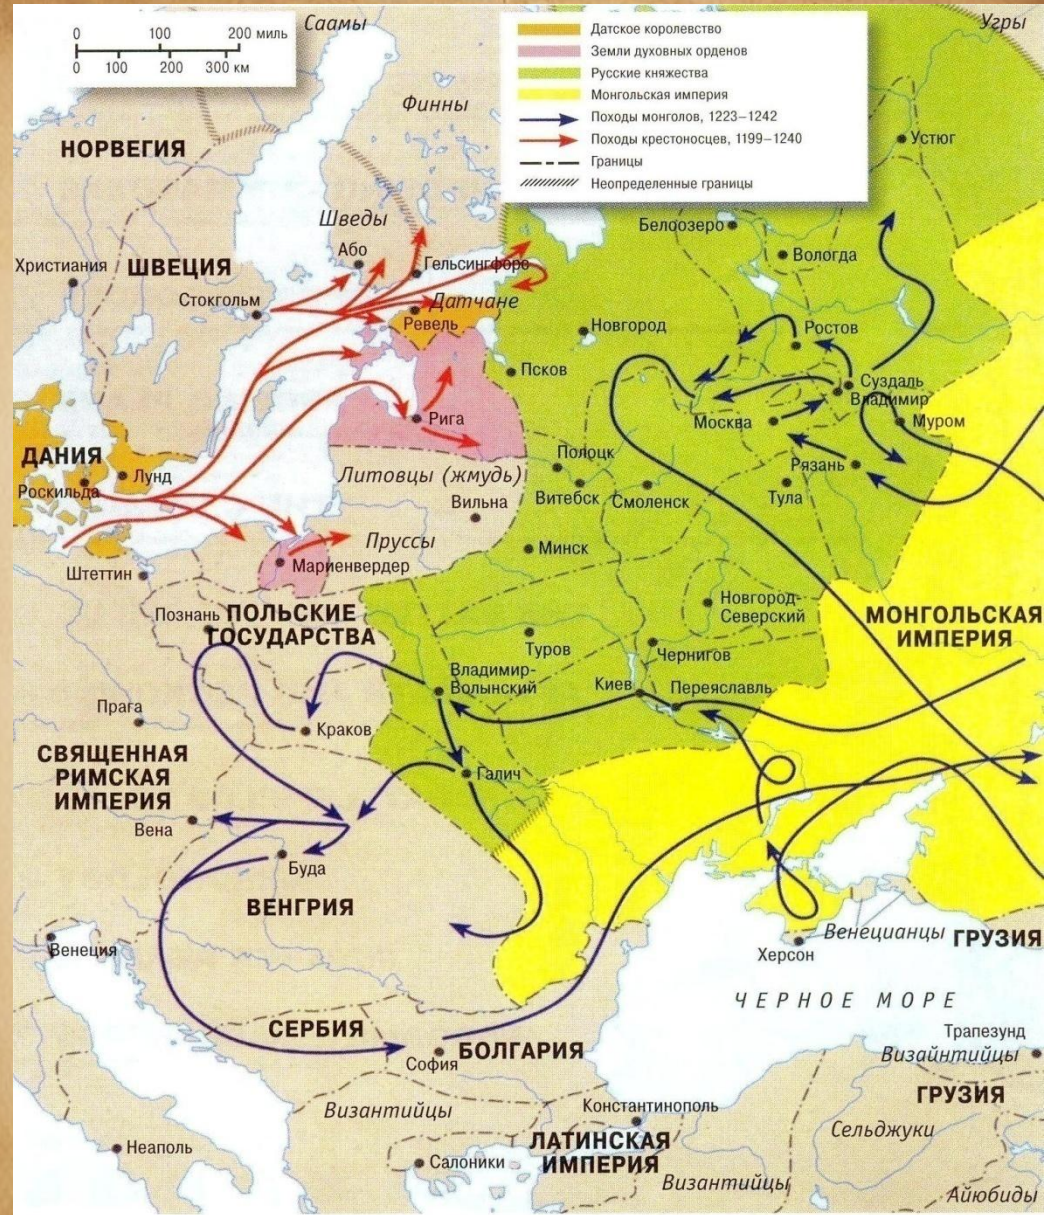 0 100 200 миль
0 100 200 300 км
Датское королевство
Земли духовных орденов
Русские княжества
Монгольская империя
Походы монголов, 1223–1242
Походы крестоносцев, 1199–1240
Границы
Неопределенные границы
Саамы
Угры
Финны
НОРВЕГИЯ
Устюг
Шведы
Белоозеро
Або
Вологда
Христиания
ШВЕЦИЯ
Гельсингфорс
Стокгольм
Датчане
Ревель
Новгород
Ростов
Псков
Суздаль
Владимир
Москва
Муром
Рига
ДАНИЯ
Роскильда
Лунд
Литовцы (жмудь)
Полоцк
Рязань
Витебск
Смоленск
Тула
Вильна
Пруссы
Минск
Мариенвердер
Штеттин
Познань
ПОЛЬСКИЕ
ГОСУДАРСТВА
Новгород-
Северский
МОНГОЛЬСКАЯ
ИМПЕРИЯ
Туров
Чернигов
Владимир-
Волынский
Киев
Переяславль
Прага
Краков
СВЯЩЕННАЯ
РИМСКАЯ
ИМПЕРИЯ
Галич
Вена
Буда
ВЕНГРИЯ
Венеция
Венецианцы
ГРУЗИЯ
Херсон
ЧЕРНОЕ МОРЕ
СЕРБИЯ
София
БОЛГАРИЯ
Трапезунд
Византийцы
ГРУЗИЯ
Византийцы
Константинополь
Сельджуки
Неаполь
ЛАТИНСКАЯ
ИМПЕРИЯ
Салоники
Византийцы
Айюбиды